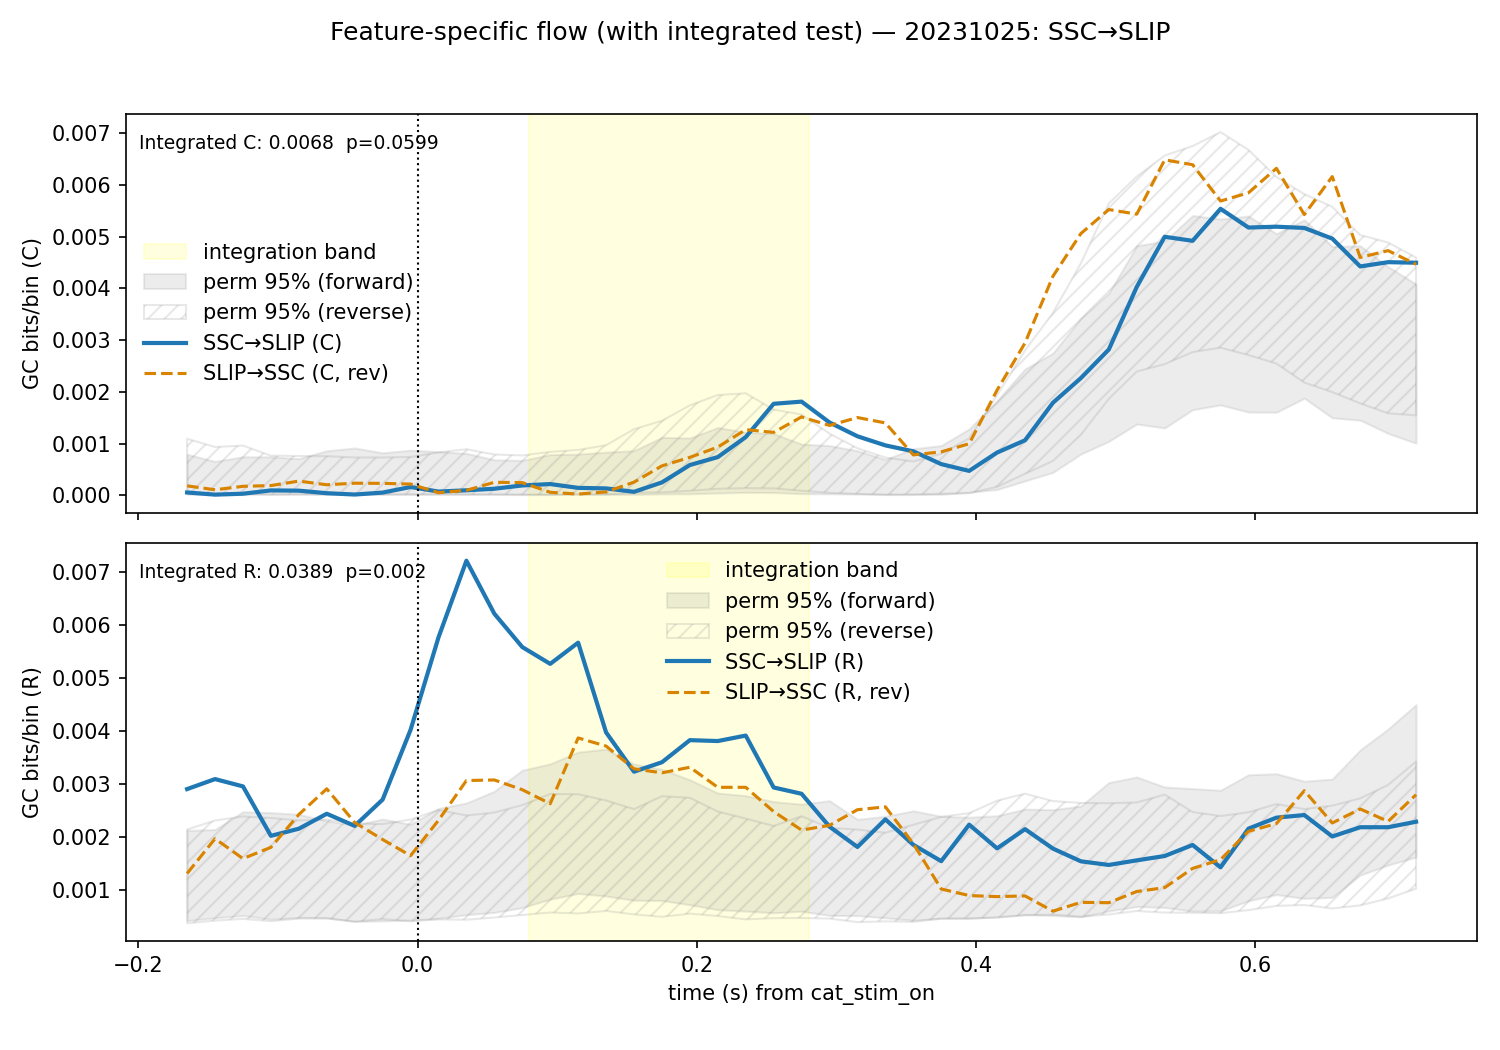 Feature-specific flow (with integrated test) — 20231025: SSC→SLIP
GC bits/bin (C)
0.007
0.006
0.005
0.004
0.003
0.002
0.001
0.000
Integrated C: 0.0068  p=0.0599
integration band
perm 95% (forward)
perm 95% (reverse)
SSC→SLIP (C)
SLIP→SSC (C, rev)
GC bits/bin (R)
0.007
0.006
0.005
0.004
0.003
0.002
0.001
Integrated R: 0.0389  p=0.002
integration band
perm 95% (forward)
perm 95% (reverse)
SSC→SLIP (R)
SLIP→SSC (R, rev)
−0.2 0.0 0.2 0.4 0.6
time (s) from cat_stim_on